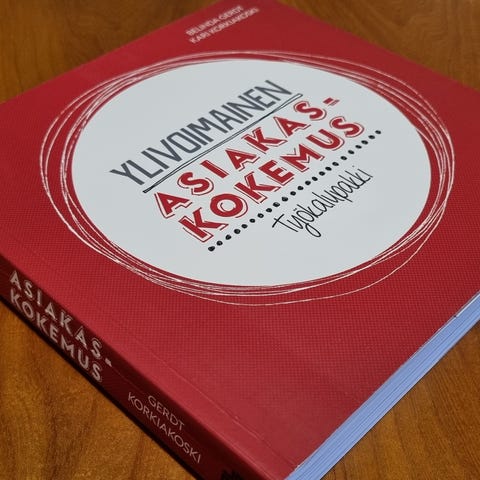 BELINDA GERDT
KARI KORKIAKOSKI
YLIVOIMAINEN
ASIAKAS-
KOKEMUS
Työkalupakki
ASIAKAS-
KOKEMUS
GERDT
KORKIAKOSKI